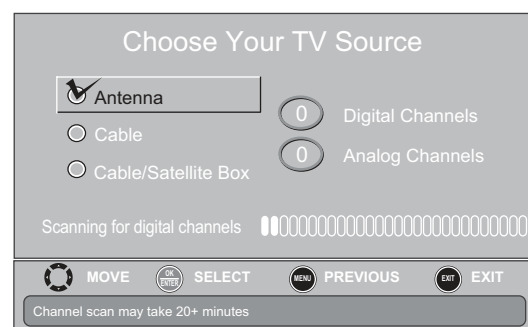 Choose Your TV Source
Antenna
Cable
Cable/Satellite Box
0 Digital Channels
0 Analog Channels
Scanning for digital channels
MOVE OK ENTER SELECT MENU PREVIOUS EXIT EXIT
Channel scan may take 20+ minutes